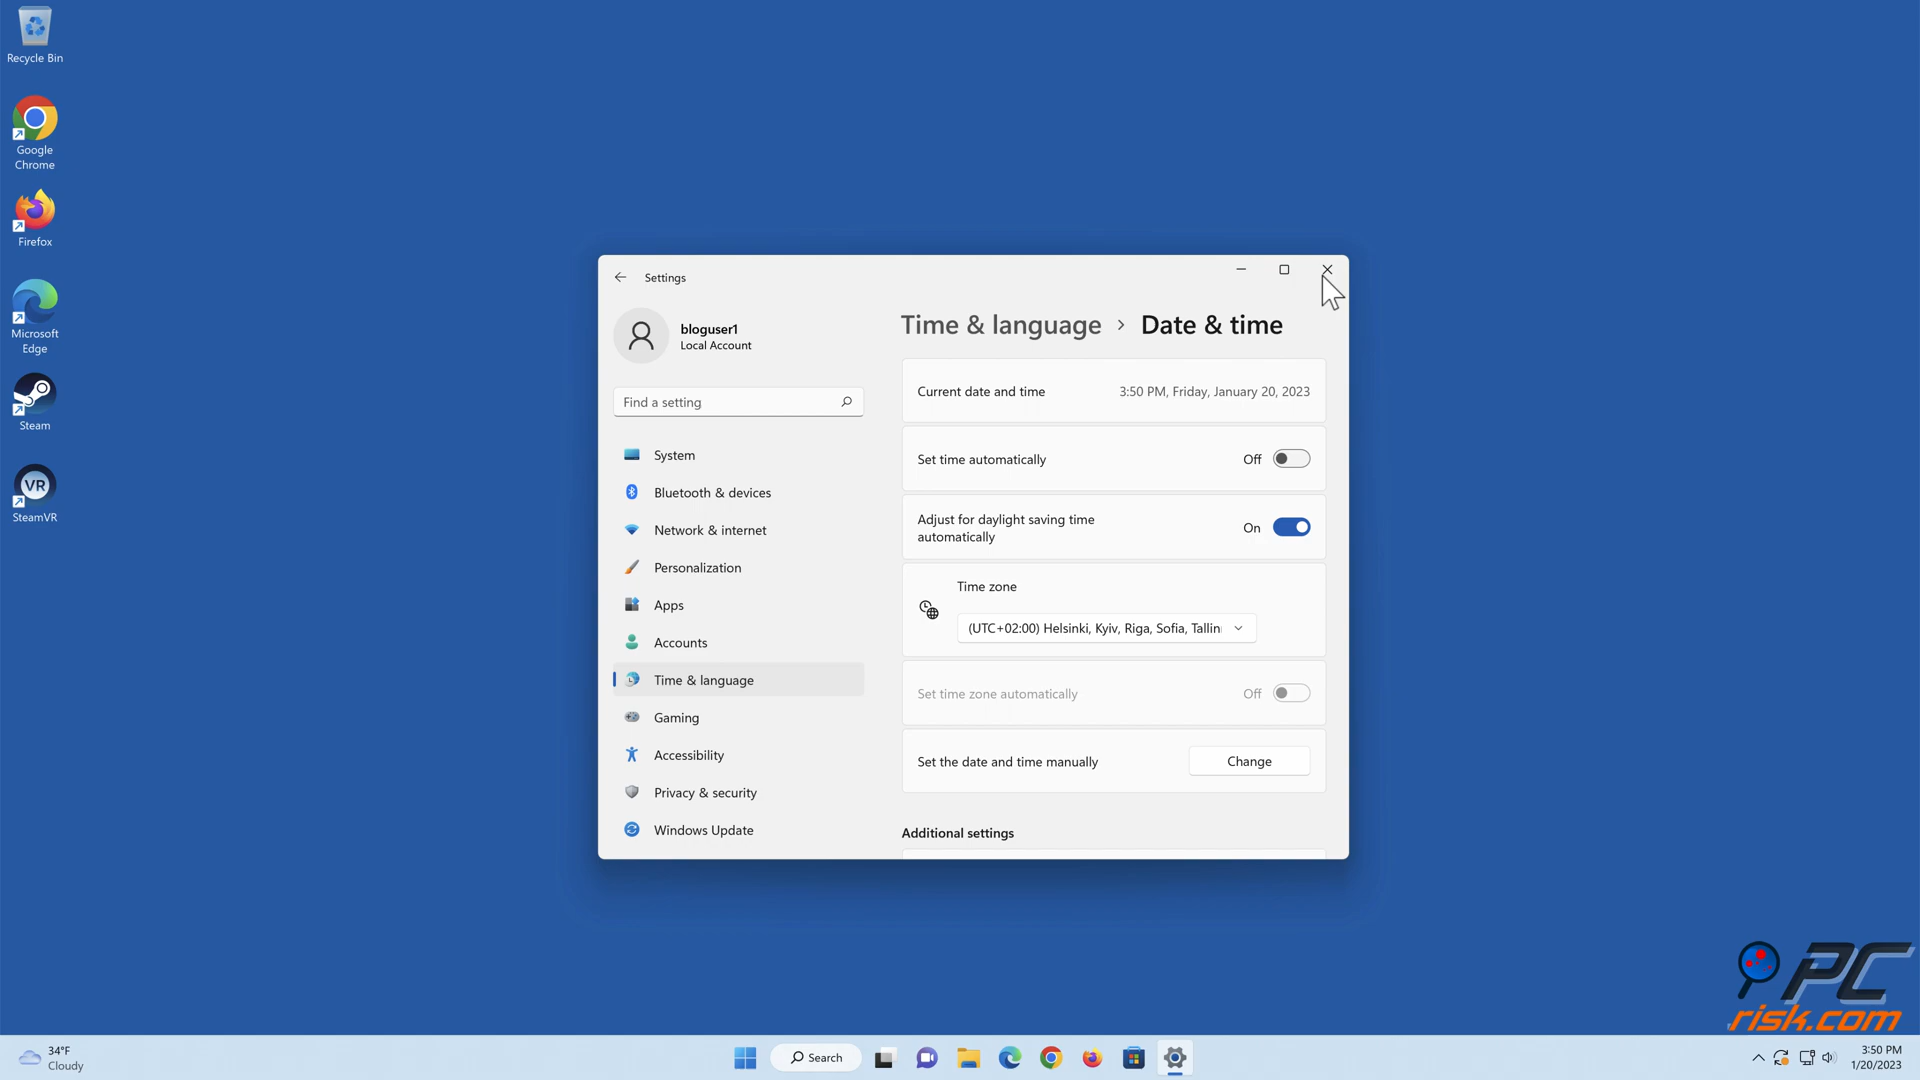 Recycle Bin
Google
Chrome
Firefox
Microsoft
Edge
Steam
VR
SteamVR
Settings
bloguser1
Local Account
Find a setting
System
Bluetooth & devices
Network & internet
Personalization
Apps
Accounts
Time & language
Gaming
Accessibility
Privacy & security
Windows Update
Time & language > Date & time
Current date and time 3:50 PM, Friday, January 20, 2023
Set time automatically Off
Adjust for daylight saving time
automatically On
Time zone
(UTC+02:00) Helsinki, Kyiv, Riga, Sofia, Tallin
Set time zone automatically Off
Set the date and time manually Change
Additional settings
PC
risk.com
34°F
Cloudy
Search
3:50 PM
1/20/2023